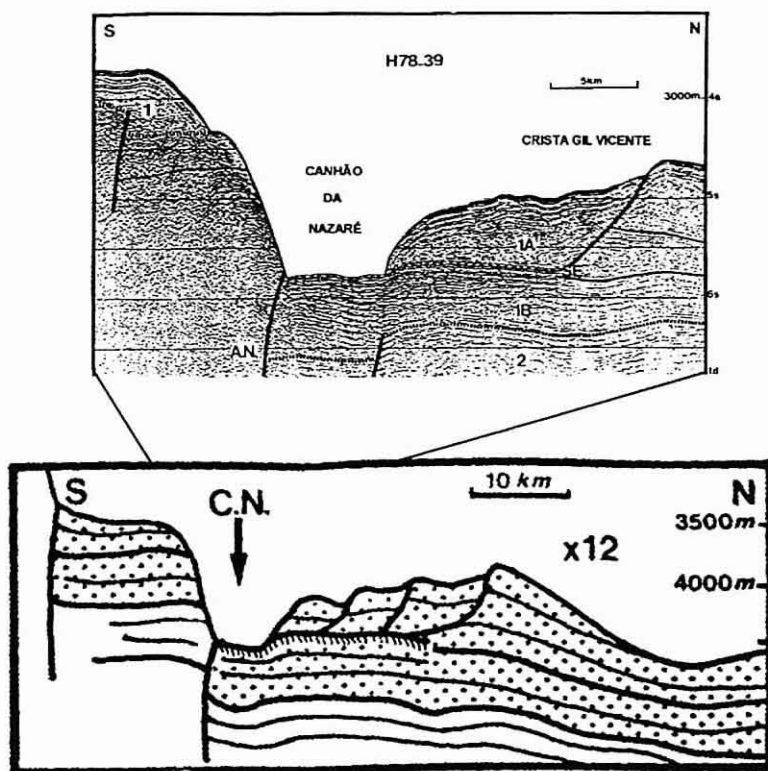 S
N
H78-39
5km
3000m
4s
1
CRISTA GIL VICENTE
CANHÃO
DA
NAZARÉ
5s
1A
6s
1B
A.N.
2
S
C.N.
10 km
N
3500m
x12
4000m